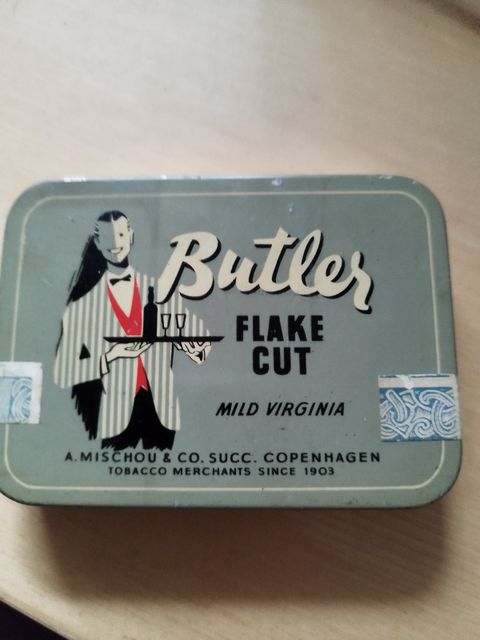 Butler
FLAKE
CUT
MILD VIRGINIA
A. MISCHOU & CO. SUCC. COPENHAGEN
TOBACCO MERCHANTS SINCE 1903